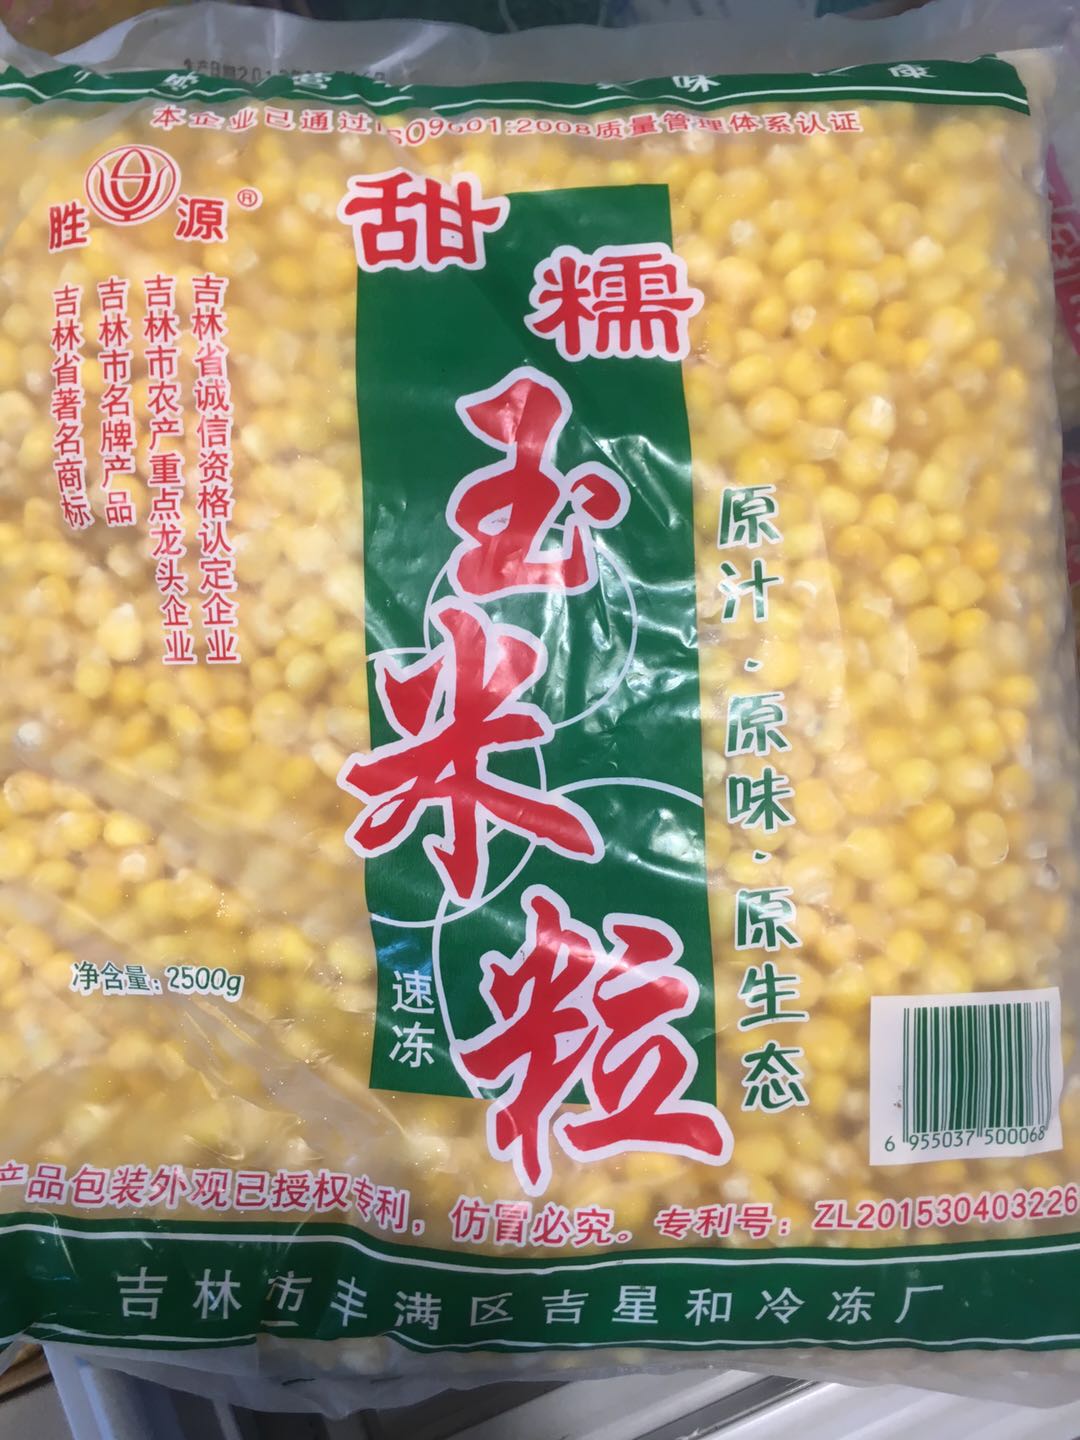 本企业已通过ISO9001:2008质量管理体系认证
胜源®
甜糯
玉米粒
速冻
吉林省诚信资格认定企业
吉林市农产重点龙头企业
吉林市名牌产品
吉林省著名商标
原汁·原味·原生态
净含量：2500g
6 955037 500068
产品包装外观已授权专利，仿冒必究。专利号：ZL201530403226
吉林市丰满区吉星和冷冻厂